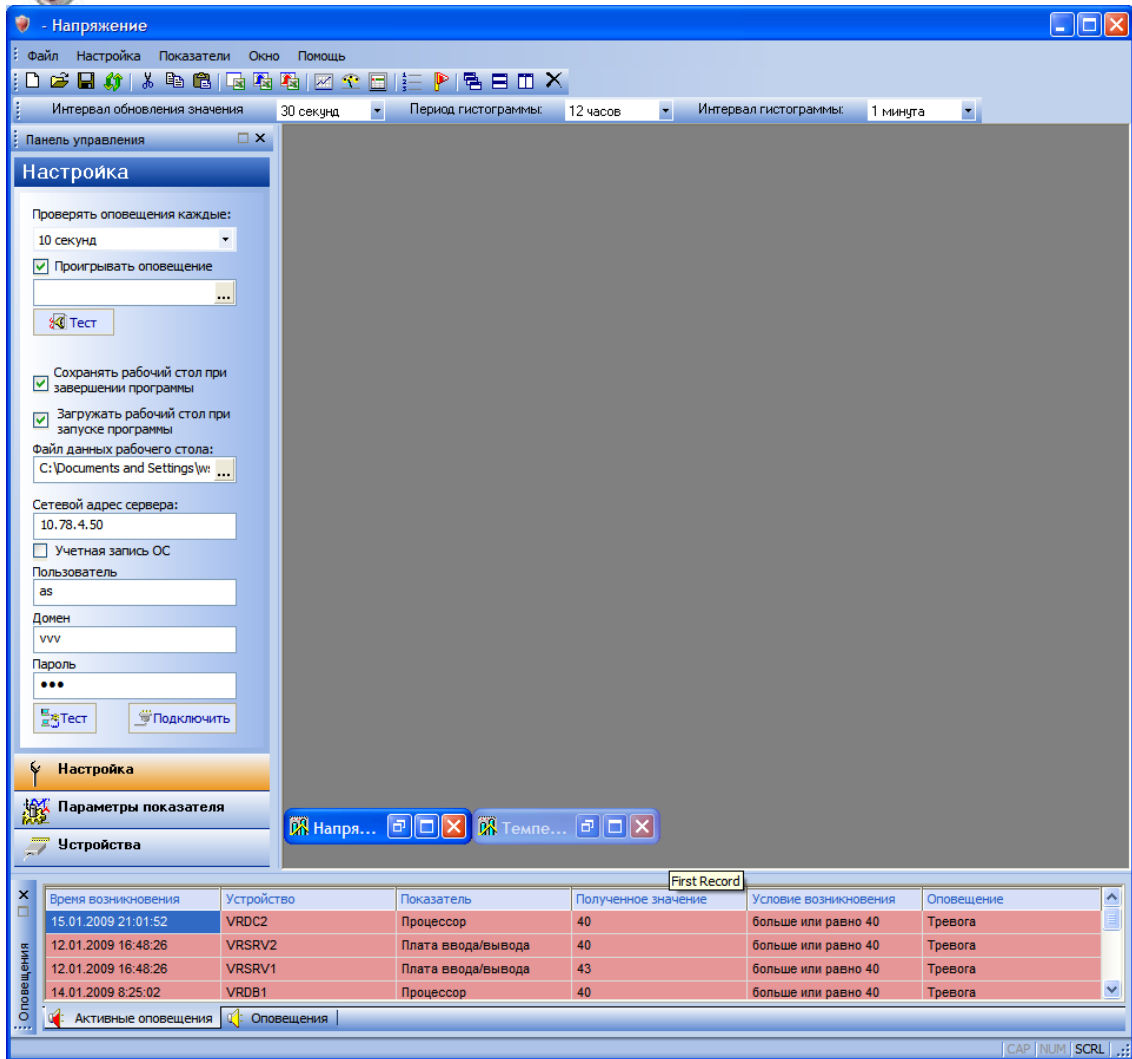 - Напряжение
Файл Настройка Показатели Окно Помощь
Интервал обновления значения 30 секунд Период гистограммы: 12 часов Интервал гистограммы: 1 минута
Панель управления
Настройка
Проверять оповещения каждые:
10 секунд
Проигрывать оповещение
...
Тест
Сохранять рабочий стол при
завершении программы
Загружать рабочий стол при
запуске программы
Файл данных рабочего стола:
C:\Documents and Settings\w ...
Сетевой адрес сервера:
10.78.4.50
Учетная запись ОС
Пользователь
as
Домен
vvv
Пароль
●●●
Тест Подключить
Настройка
Параметры показателя
Устройства
Напря... Темпе...
First Record
Оповещения
Время возникновения Устройство Показатель Полученное значение Условие возникновения Оповещение
15.01.2009 21:01:52 VRDC2 Процессор 40 больше или равно 40 Тревога
12.01.2009 16:48:26 VRSRV2 Плата ввода/вывода 40 больше или равно 40 Тревога
12.01.2009 16:48:26 VRSRV1 Плата ввода/вывода 43 больше или равно 40 Тревога
14.01.2009 8:25:02 VRDB1 Процессор 40 больше или равно 40 Тревога
Активные оповещения Оповещения
CAP NUM SCRL